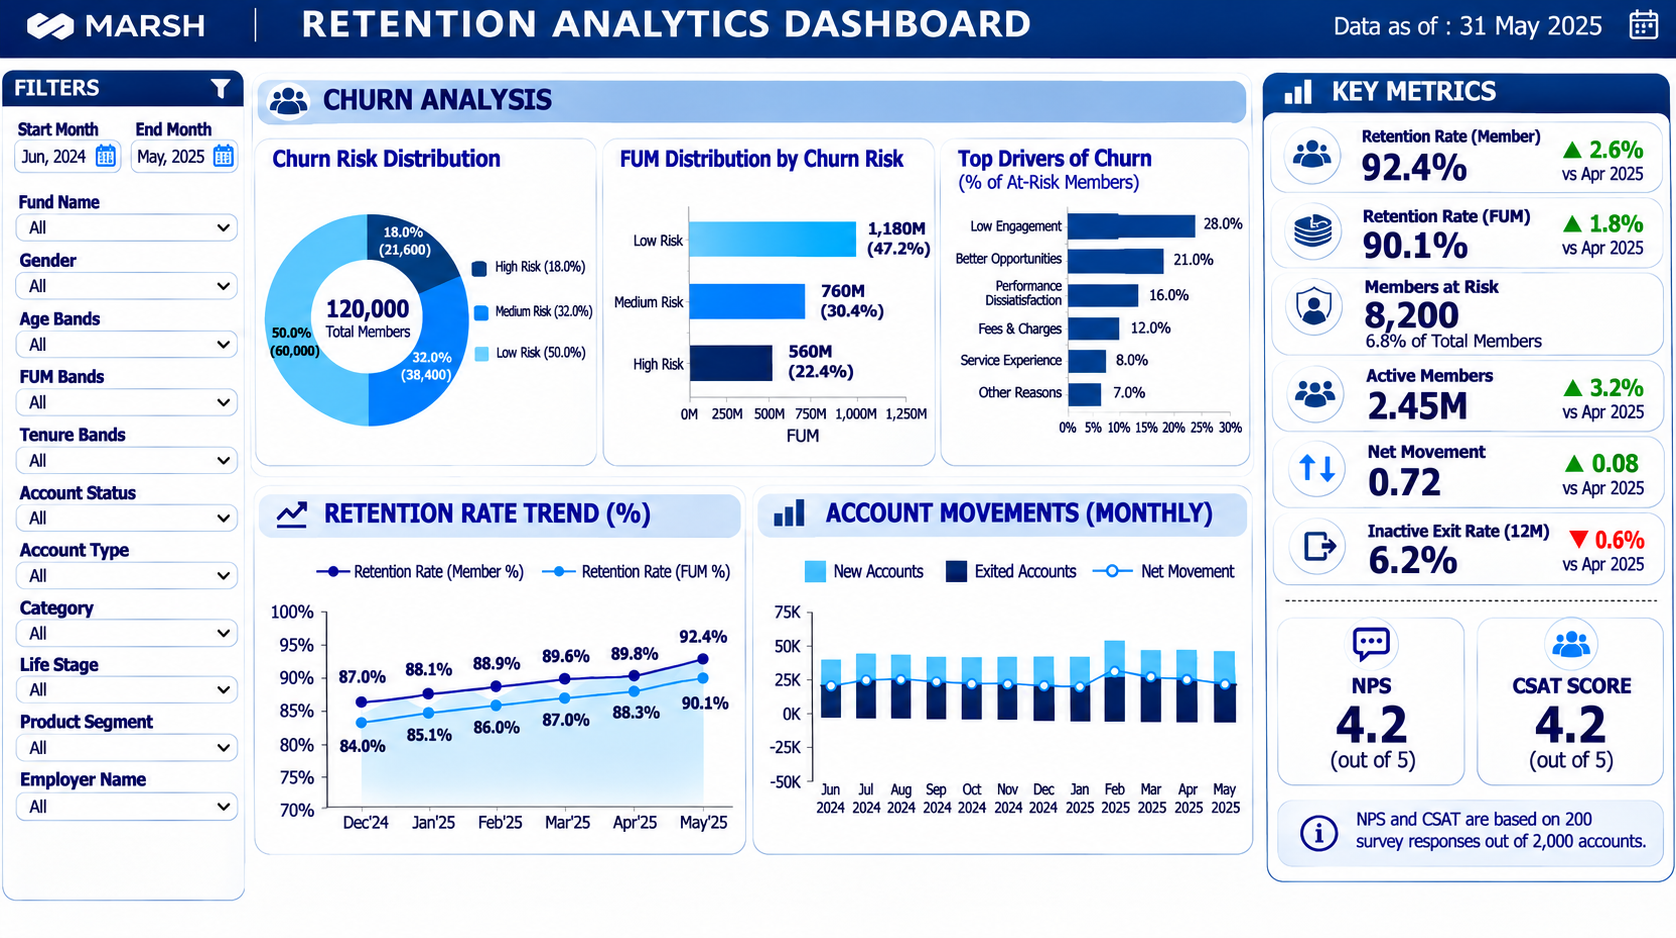 MARSH
RETENTION ANALYTICS DASHBOARD
Data as of : 31 May 2025
FILTERS
Start Month
End Month
Jun, 2024
May, 2025
Fund Name
All
Gender
All
Age Bands
All
FUM Bands
All
Tenure Bands
All
Account Status
All
Account Type
All
Category
All
Life Stage
All
Product Segment
All
Employer Name
All
CHURN ANALYSIS
Churn Risk Distribution
18.0%
(21,600)
120,000
Total Members
50.0%
(60,000)
32.0%
(38,400)
High Risk (18.0%)
Medium Risk (32.0%)
Low Risk (50.0%)
FUM Distribution by Churn Risk
Low Risk
1,180M
(47.2%)
Medium Risk
760M
(30.4%)
High Risk
560M
(22.4%)
0M 250M 500M 750M 1,000M 1,250M
FUM
Top Drivers of Churn
(% of At-Risk Members)
Low Engagement 28.0%
Better Opportunities 21.0%
Performance
Dissiatisfaction
16.0%
Fees & Charges 12.0%
Service Experience 8.0%
Other Reasons 7.0%
0% 5% 10% 15% 20% 25% 30%
RETENTION RATE TREND (%)
Retention Rate (Member %)
Retention Rate (FUM %)
100%
95%
90%
85%
80%
75%
70%
87.0% 88.1% 88.9% 89.6% 89.8% 92.4%
84.0% 85.1% 86.0% 87.0% 88.3% 90.1%
Dec'24 Jan'25 Feb'25 Mar'25 Apr'25 May'25
ACCOUNT MOVEMENTS (MONTHLY)
New Accounts
Exited Accounts
Net Movement
75K
50K
25K
0K
-25K
-50K
Jun Jul Aug Sep Oct Nov Dec Jan Feb Mar Apr May
2024 2024 2024 2024 2024 2024 2024 2025 2025 2025 2025 2025
KEY METRICS
Retention Rate (Member)
92.4%
▲ 2.6%
vs Apr 2025
Retention Rate (FUM)
90.1%
▲ 1.8%
vs Apr 2025
Members at Risk
8,200
6.8% of Total Members
Active Members
2.45M
▲ 3.2%
vs Apr 2025
Net Movement
0.72
▲ 0.08
vs Apr 2025
Inactive Exit Rate (12M)
6.2%
▼ 0.6%
vs Apr 2025
NPS
4.2
(out of 5)
CSAT SCORE
4.2
(out of 5)
NPS and CSAT are based on 200
survey responses out of 2,000 accounts.